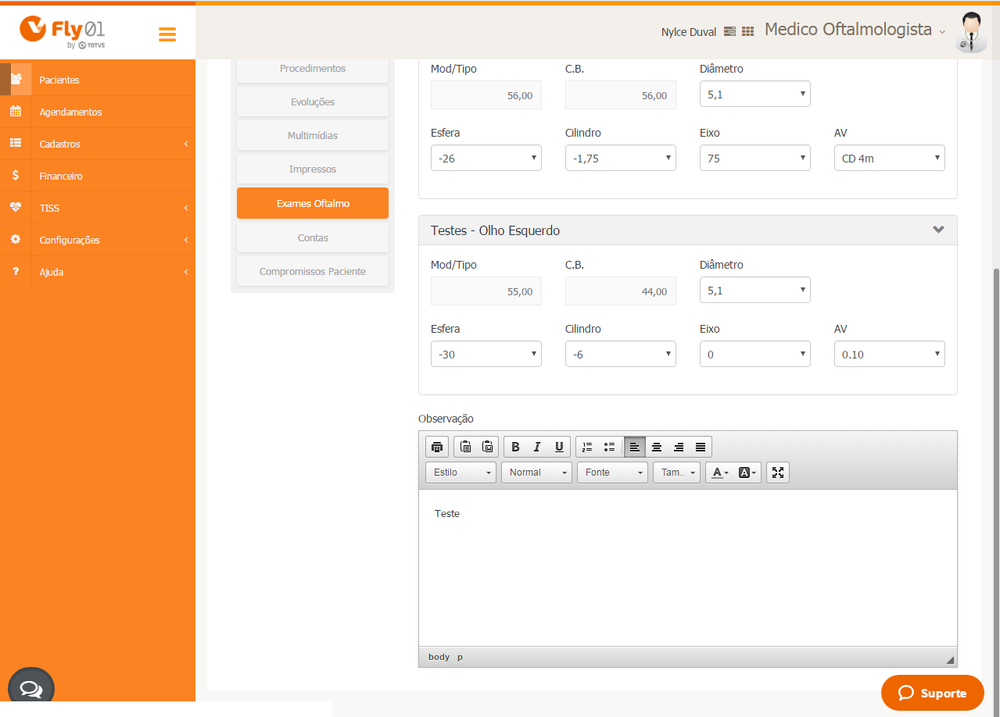 Fly01
by TOTVS
Nylce Duval
Medico Oftalmologista
Pacientes
Agendamentos
Cadastros
Financeiro
TISS
Configurações
Ajuda
Procedimentos
Evoluções
Multimídias
Impressos
Exames Oftalmo
Contas
Compromissos Paciente
Mod/Tipo C.B. Diâmetro
56,00 56,00 5,1
Esfera Cilindro Eixo AV
-26 -1,75 75 CD 4m
Testes - Olho Esquerdo
Mod/Tipo C.B. Diâmetro
55,00 44,00 5,1
Esfera Cilindro Eixo AV
-30 -6 0 0.10
Observação
B I U
Estilo Normal Fonte Tam.. A A
Teste
body p
Suporte